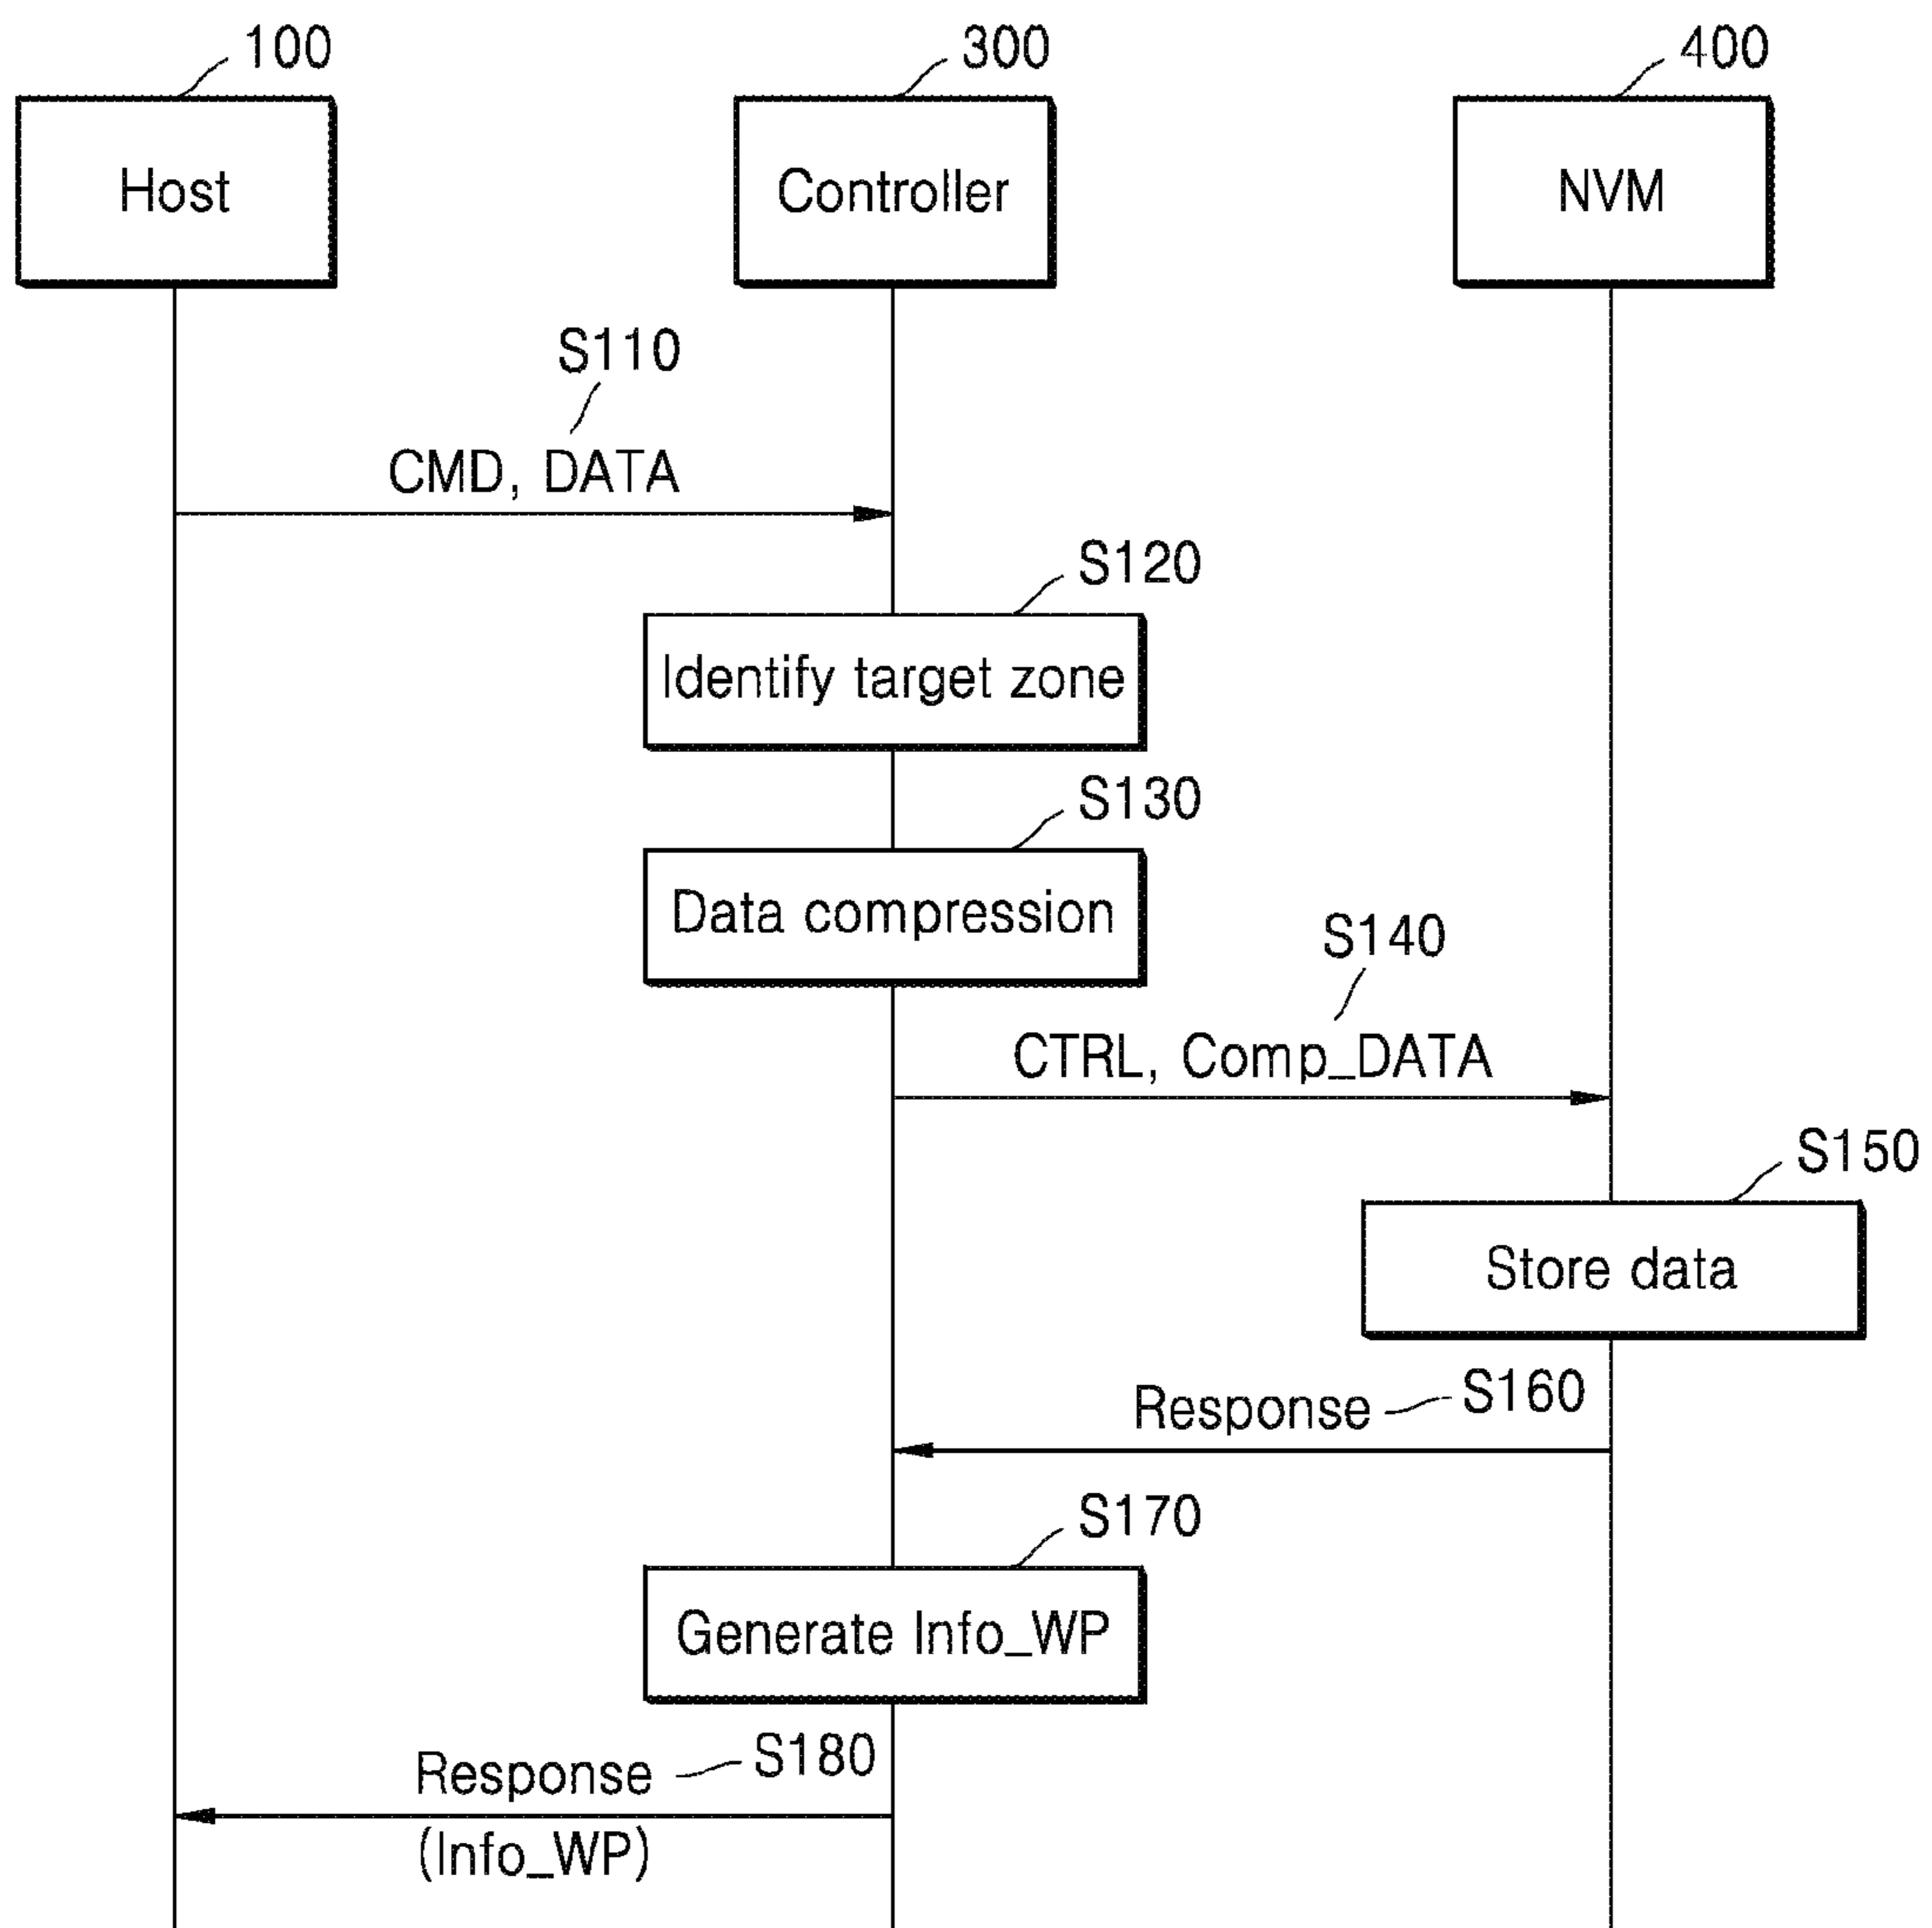 100
300
400
Host
Controller
NVM
S110
CMD, DATA
S120
Identify target zone
S130
Data compression
S140
CTRL, Comp_DATA
S150
Store data
Response
S160
S170
Generate Info_WP
Response
S180
(Info_WP)